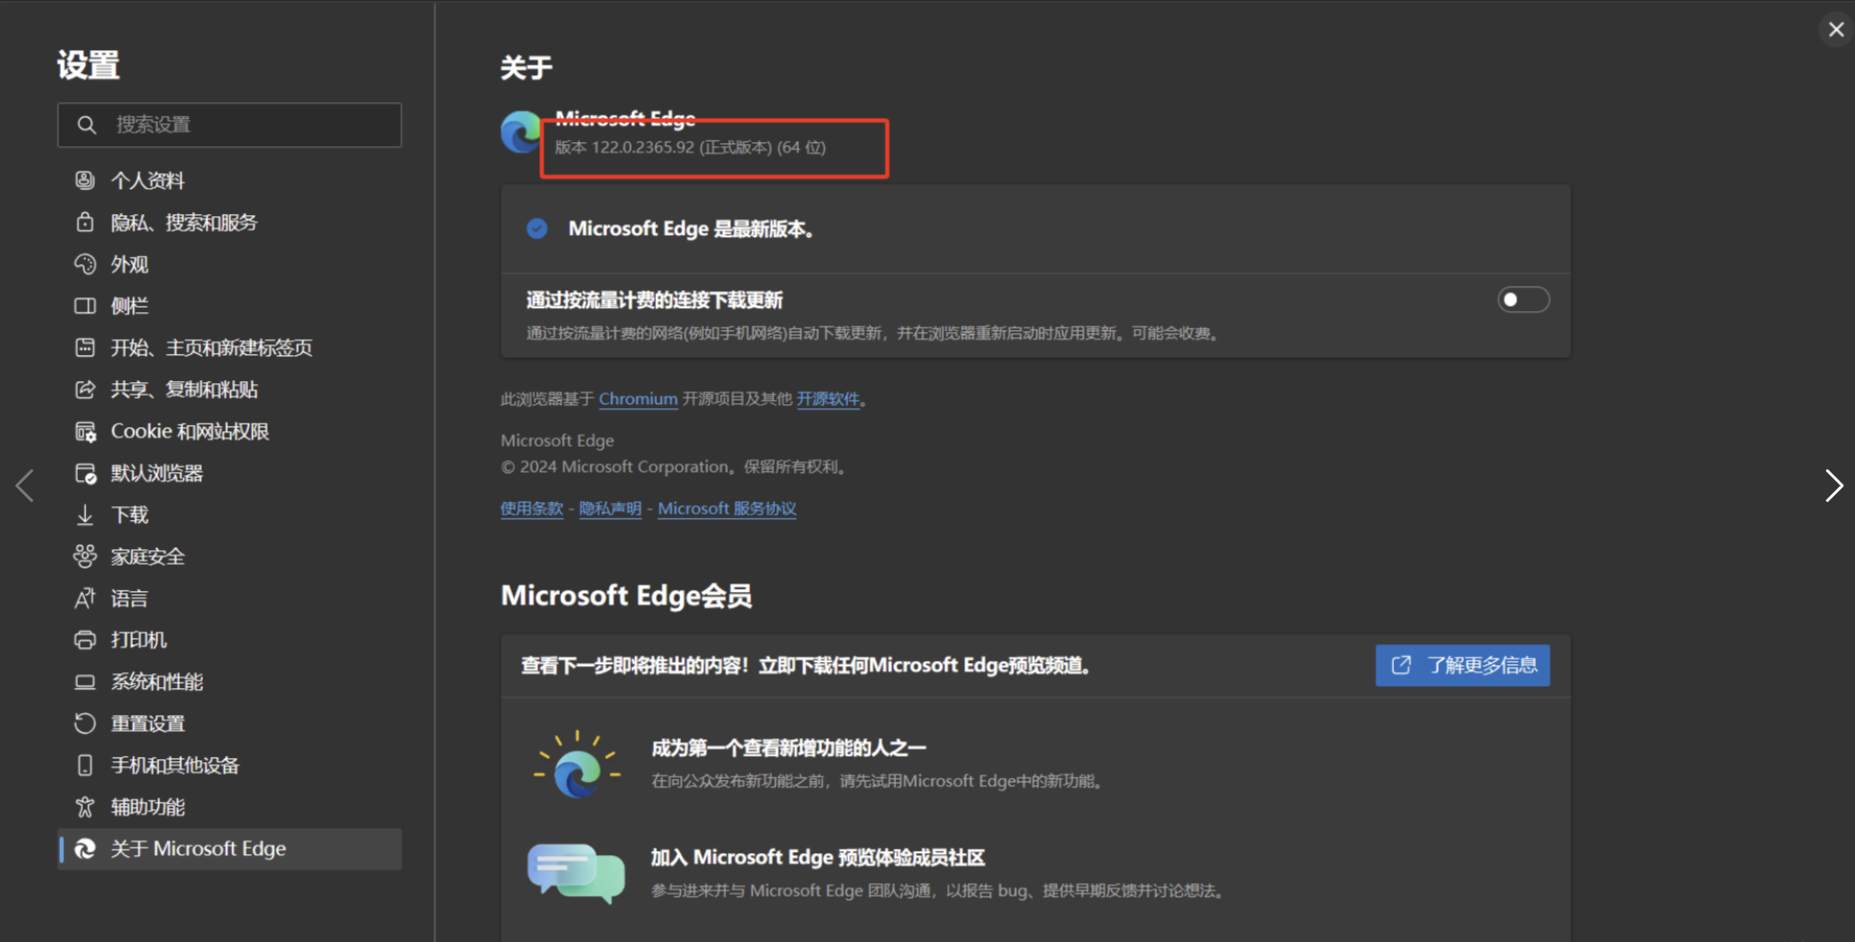 设置
搜索设置
个人资料
隐私、搜索和服务
外观
侧栏
开始、主页和新建标签页
共享、复制和粘贴
Cookie 和网站权限
默认浏览器
下载
家庭安全
语言
打印机
系统和性能
重置设置
手机和其他设备
辅助功能
关于 Microsoft Edge
关于
Microsoft Edge
版本 122.0.2365.92 (正式版本) (64 位)
Microsoft Edge 是最新版本。
通过按流量计费的连接下载更新
通过按流量计费的网络(例如手机网络)自动下载更新，并在浏览器重新启动时应用更新。可能会收费。
此浏览器基于 Chromium 开源项目及其他 开源软件。
Microsoft Edge
© 2024 Microsoft Corporation。保留所有权利。
使用条款 - 隐私声明 - Microsoft 服务协议
Microsoft Edge会员
查看下一步即将推出的内容！立即下载任何Microsoft Edge预览频道。
了解更多信息
成为第一个查看新增功能的人之一
在向公众发布新功能之前，请先试用Microsoft Edge中的新功能。
加入 Microsoft Edge 预览体验成员社区
参与进来并与 Microsoft Edge 团队沟通，以报告 bug、提供早期反馈并讨论想法。